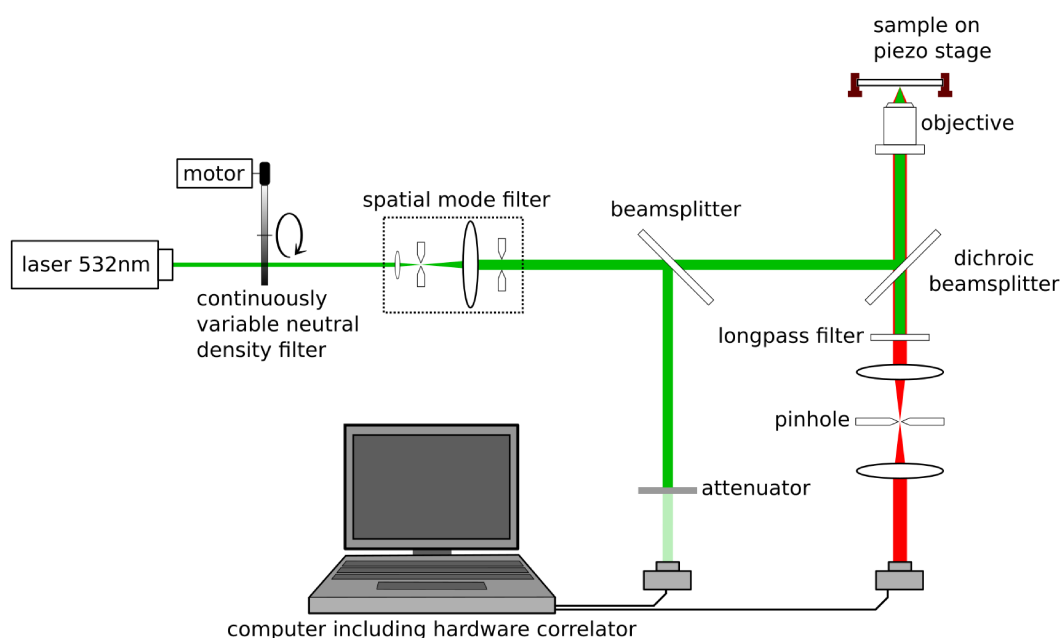 sample on
piezo stage
objective
motor
spatial mode filter
beamsplitter
laser 532nm
dichroic
beamsplitter
continuously
variable neutral
density filter
longpass filter
pinhole
attenuator
computer including hardware correlator